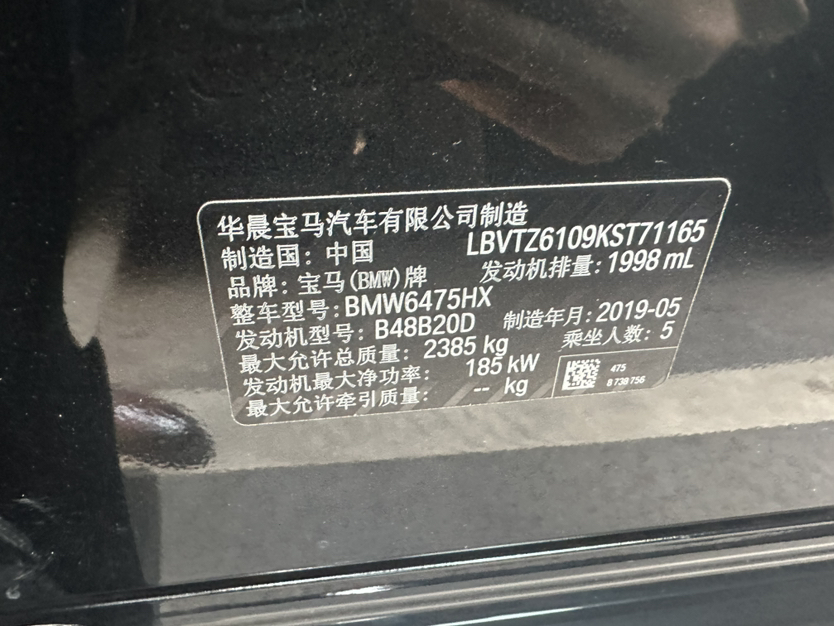 华晨宝马汽车有限公司制造
制造国：中国 LBVTZ6109KST71165
品牌：宝马(BMW)牌 发动机排量：1998 mL
整车型号：BMW6475HX
发动机型号：B48B20D 制造年月：2019-05
最大允许总质量：2385 kg 乘坐人数：5
发动机最大净功率：185 kW
最大允许牵引质量：-- kg
475
8 738 756